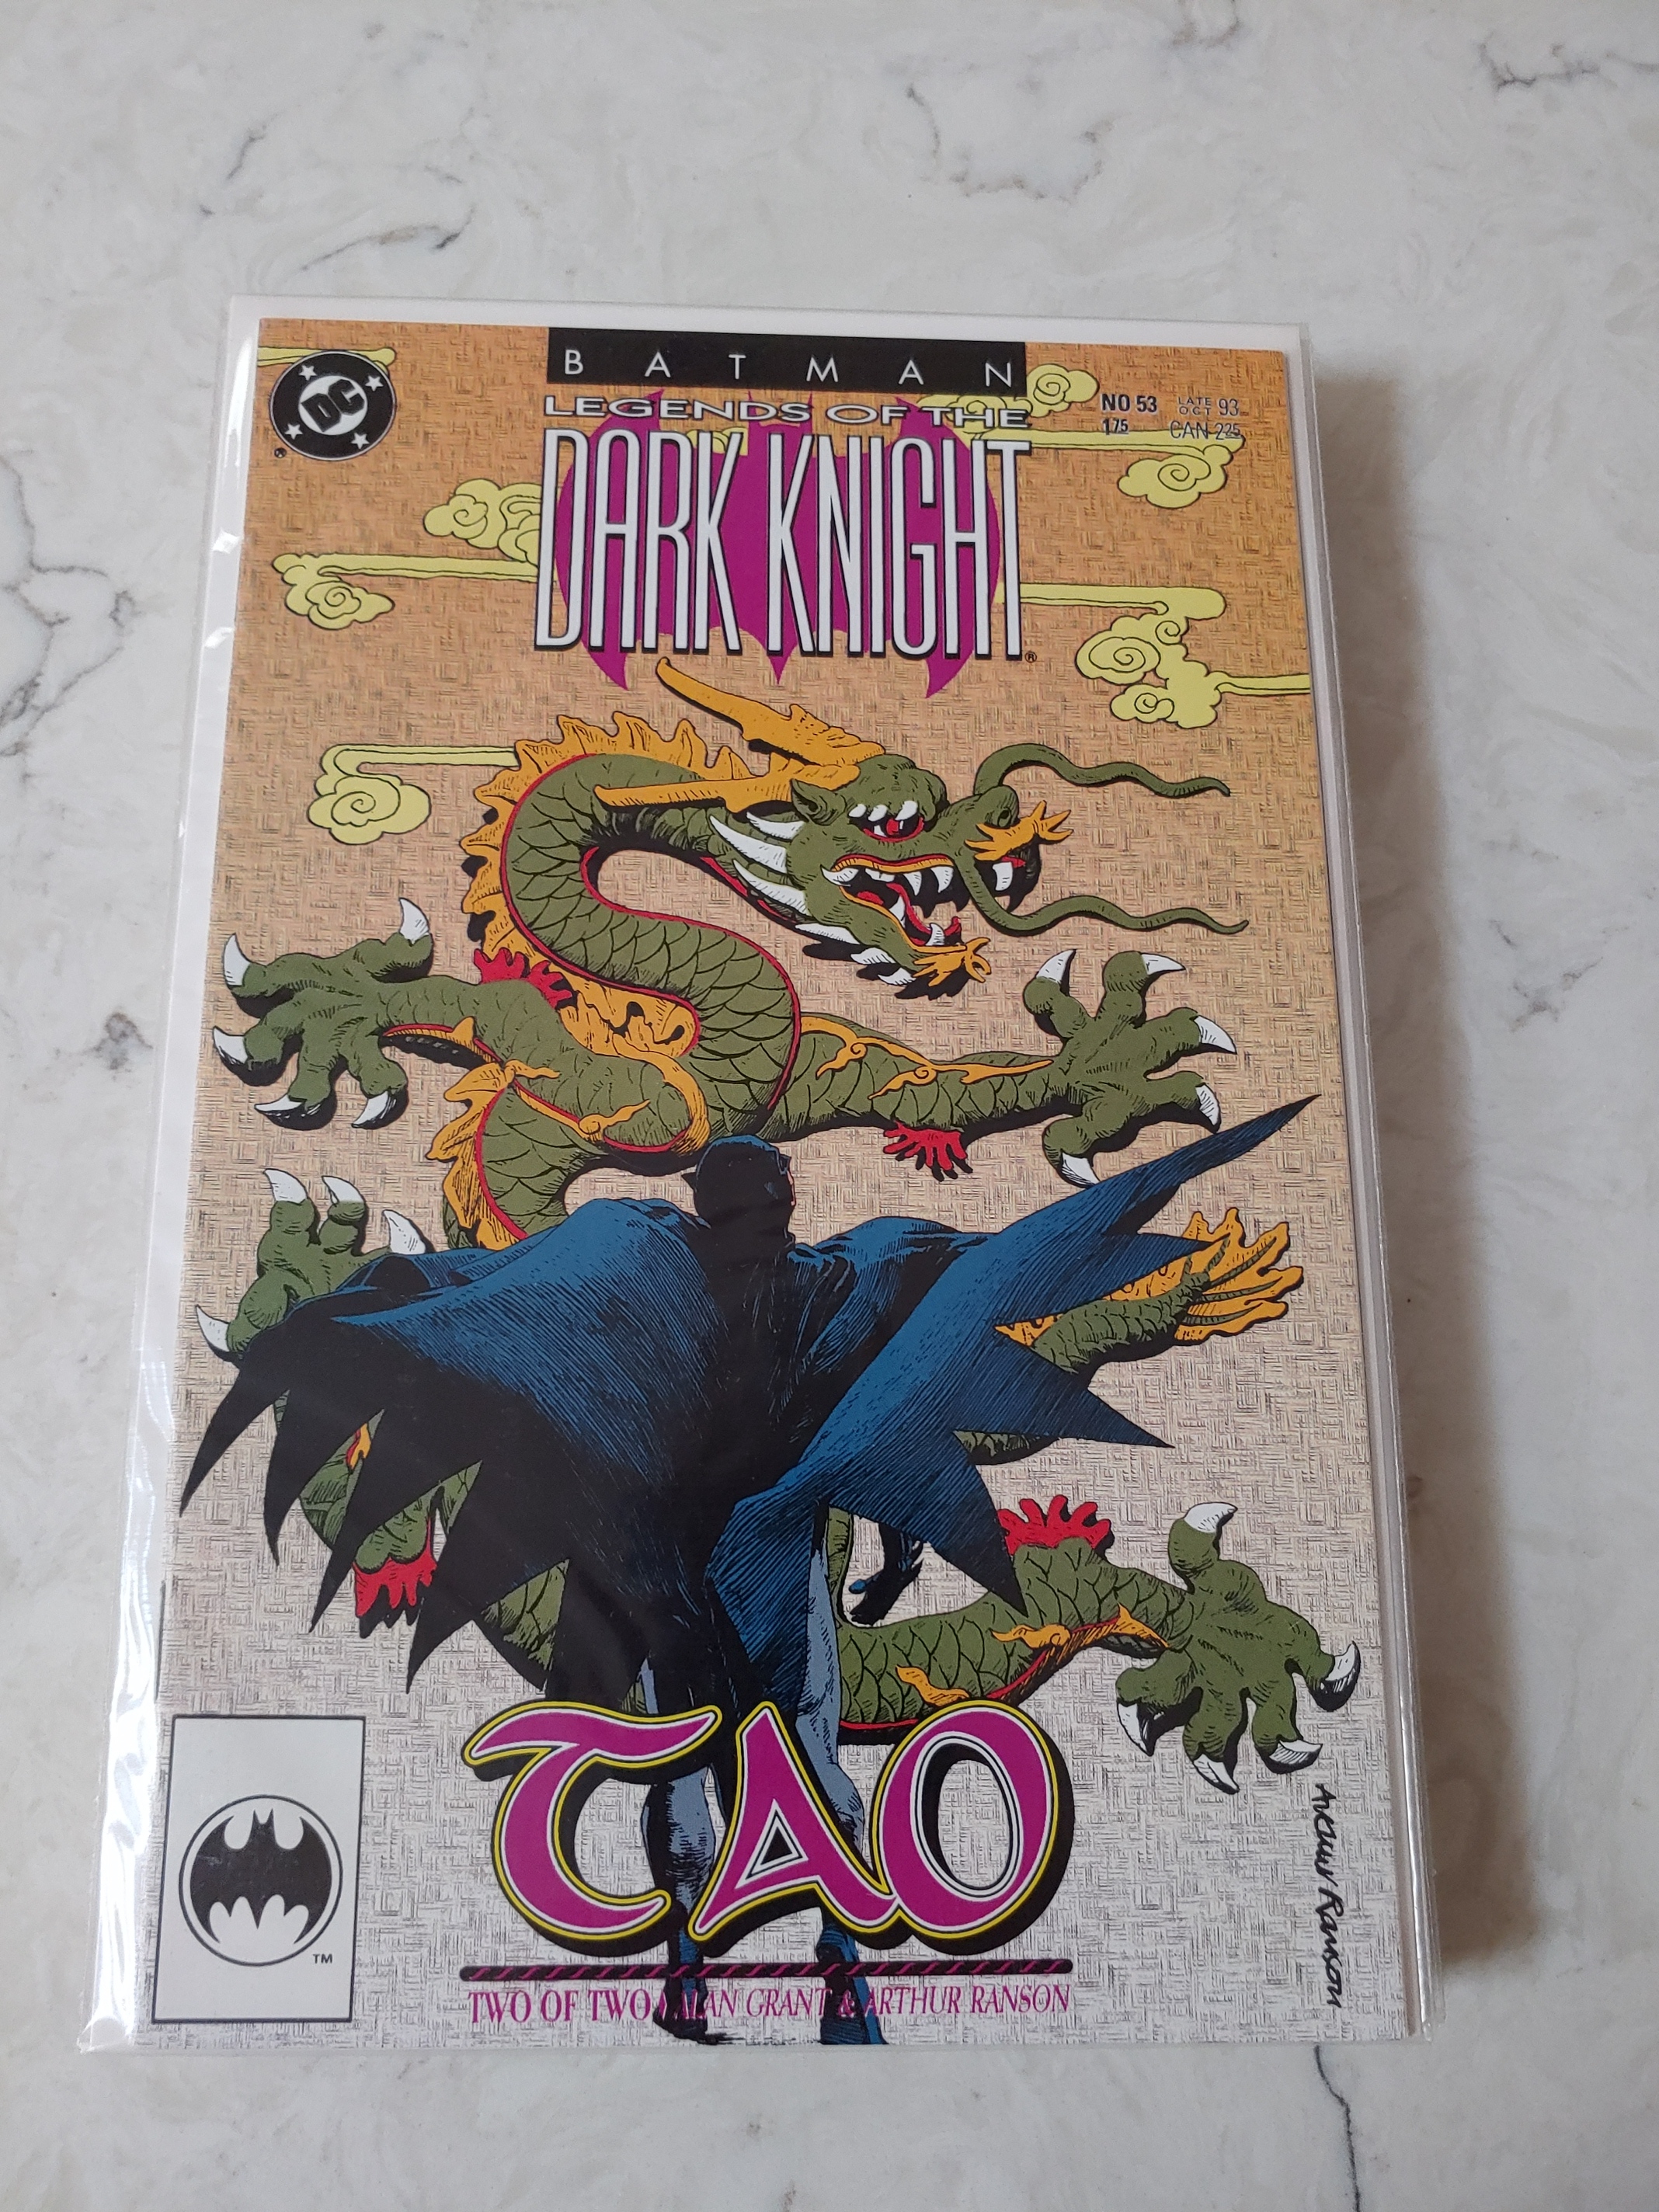 BATMAN
DC
®
LEGENDS OF THE
DARK KNIGHT
®
NO 53 LATE OCT 93
1.75 CAN 2.25
TAO
TM
TWO OF TWO ALAN GRANT & ARTHUR RANSON
ARTHUR RANSON